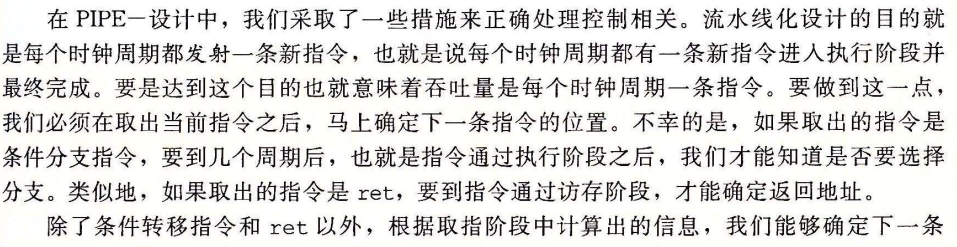 在 PIPE－设计中，我们采取了一些措施来正确处理控制相关。流水线化设计的目的就
是每个时钟周期都发射一条新指令，也就是说每个时钟周期都有一条新指令进入执行阶段并
最终完成。要是达到这个目的也就意味着吞吐量是每个时钟周期一条指令。要做到这一点，
我们必须在取出当前指令之后，马上确定下一条指令的位置。不幸的是，如果取出的指令是
条件分支指令，要到几个周期后，也就是指令通过执行阶段之后，我们才能知道是否要选择
分支。类似地，如果取出的指令是 ret，要到指令通过访存阶段，才能确定返回地址。
除了条件转移指令和 ret 以外，根据取指阶段中计算出的信息，我们能够确定下一条